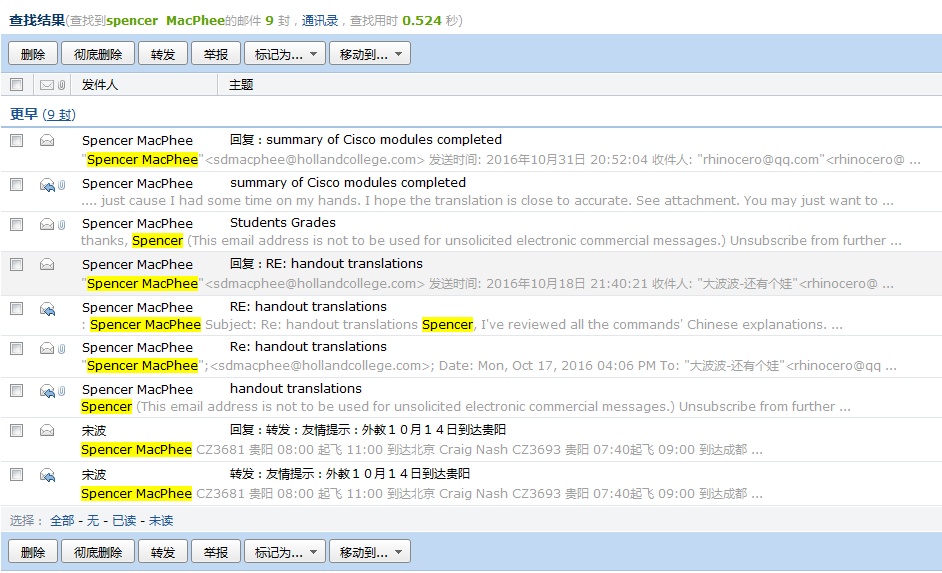 查找结果(查找到spencer MacPhee的邮件 9 封，通讯录，查找用时 0.524 秒)
删除 彻底删除 转发 举报 标记为... 移动到...
发件人 主题
更早 (9 封)
Spencer MacPhee 回复：summary of Cisco modules completed
"Spencer MacPhee"<sdmacphee@hollandcollege.com> 发送时间: 2016年10月31日 20:52:04 收件人: "rhinocero@qq.com"<rhinocero@ ...
Spencer MacPhee summary of Cisco modules completed
.... just cause I had some time on my hands. I hope the translation is close to accurate. See attachment. You may just want to ...
Spencer MacPhee Students Grades
thanks, Spencer (This email address is not to be used for unsolicited electronic commercial messages.) Unsubscribe from further ...
Spencer MacPhee 回复：RE: handout translations
"Spencer MacPhee"<sdmacphee@hollandcollege.com> 发送时间: 2016年10月18日 21:40:21 收件人: "大波波-还有个娃"<rhinocero@ ...
Spencer MacPhee RE: handout translations
: Spencer MacPhee Subject: Re: handout translations Spencer, I've reviewed all the commands' Chinese explanations. ...
Spencer MacPhee Re: handout translations
"Spencer MacPhee";<sdmacphee@hollandcollege.com>; Date: Mon, Oct 17, 2016 04:06 PM To: "大波波-还有个娃"<rhinocero@qq ...
Spencer MacPhee handout translations
Spencer (This email address is not to be used for unsolicited electronic commercial messages.) Unsubscribe from further ...
宋波 回复：转发：友情提示：外教１０月１４日到达贵阳
Spencer MacPhee CZ3681 贵阳 08:00 起飞 11:00 到达北京 Craig Nash CZ3693 贵阳 07:40起飞 09:00 到达成都 ...
宋波 转发：友情提示：外教１０月１４日到达贵阳
Spencer MacPhee CZ3681 贵阳 08:00 起飞 11:00 到达北京 Craig Nash CZ3693 贵阳 07:40起飞 09:00 到达成都 ...
选择： 全部 - 无 - 已读 - 未读
删除 彻底删除 转发 举报 标记为... 移动到...